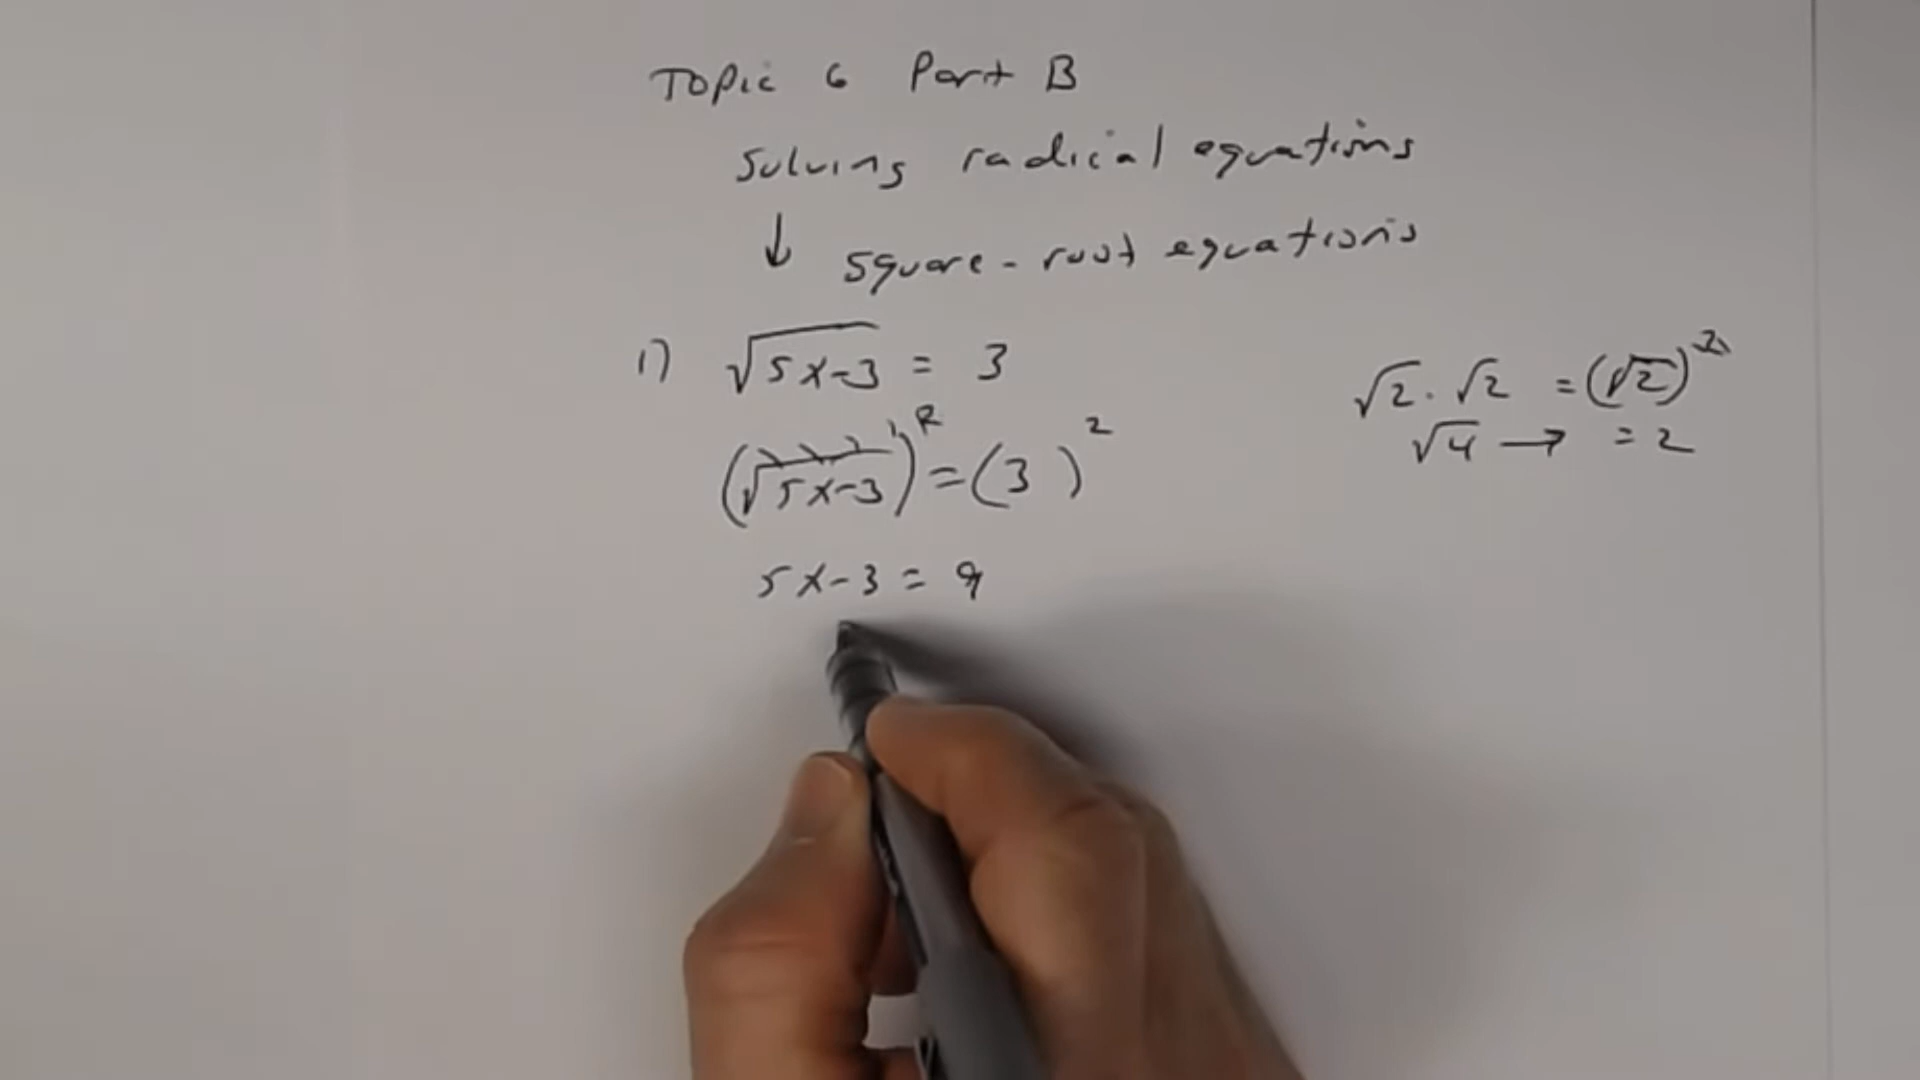 Topic 6 Part B
Solving radical equations
↓ square-root equations
1) √5x-3 = 3
(√5x-3)² = (3)²
5x-3 = 9
√2 · √2 = (√2)²
√4 → = 2